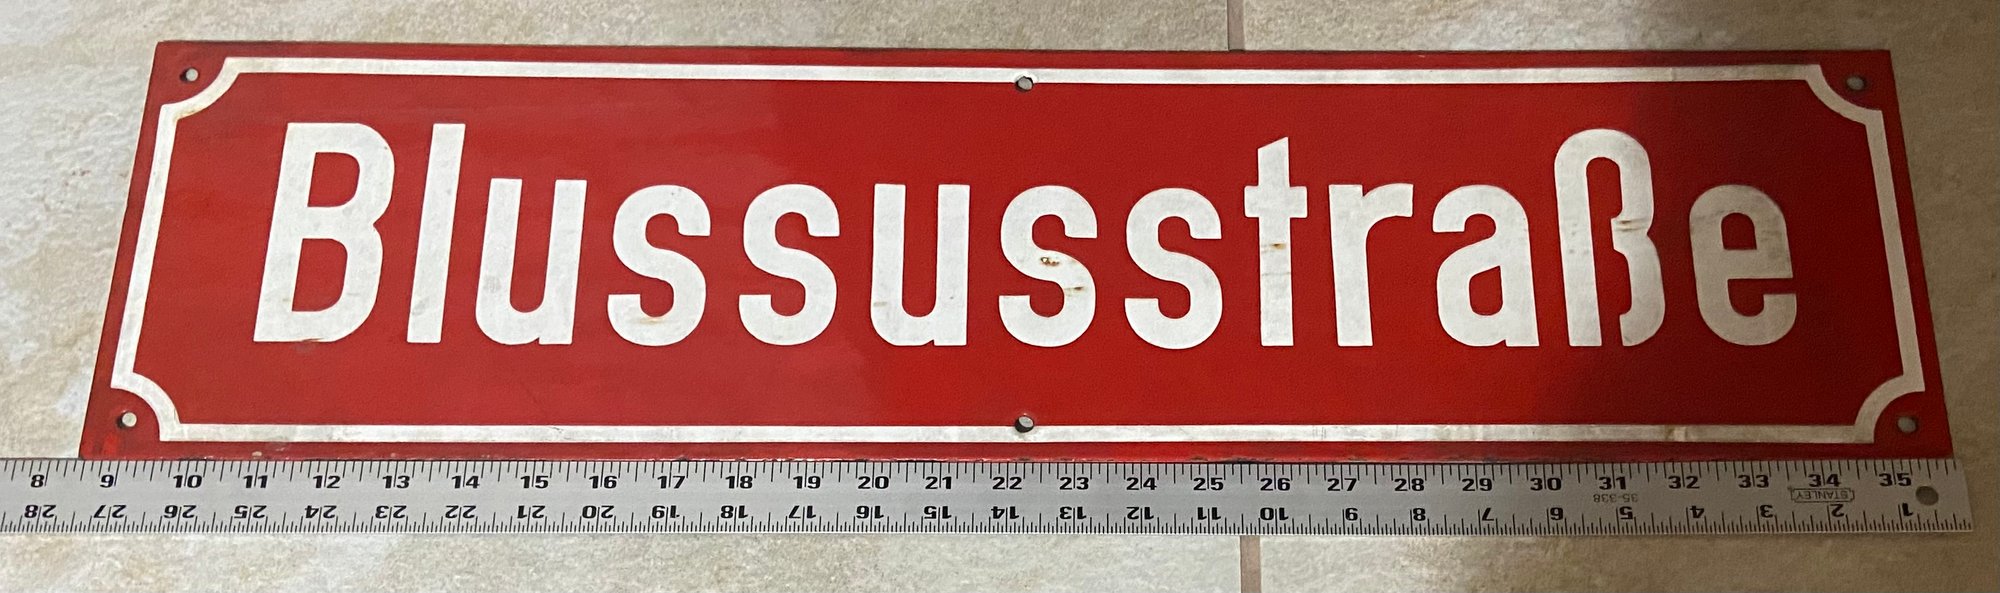 Blussusstraße
8 9 10 11 12 13 14 15 16 17 18 19 20 21 22 23 24 25 26 27 28 29 30 31 32 33 34 35
35-338
STANLEY
28 27 26 25 24 23 22 21 20 19 18 17 16 15 14 13 12 11 10 9 8 7 6 5 4 3 2 1